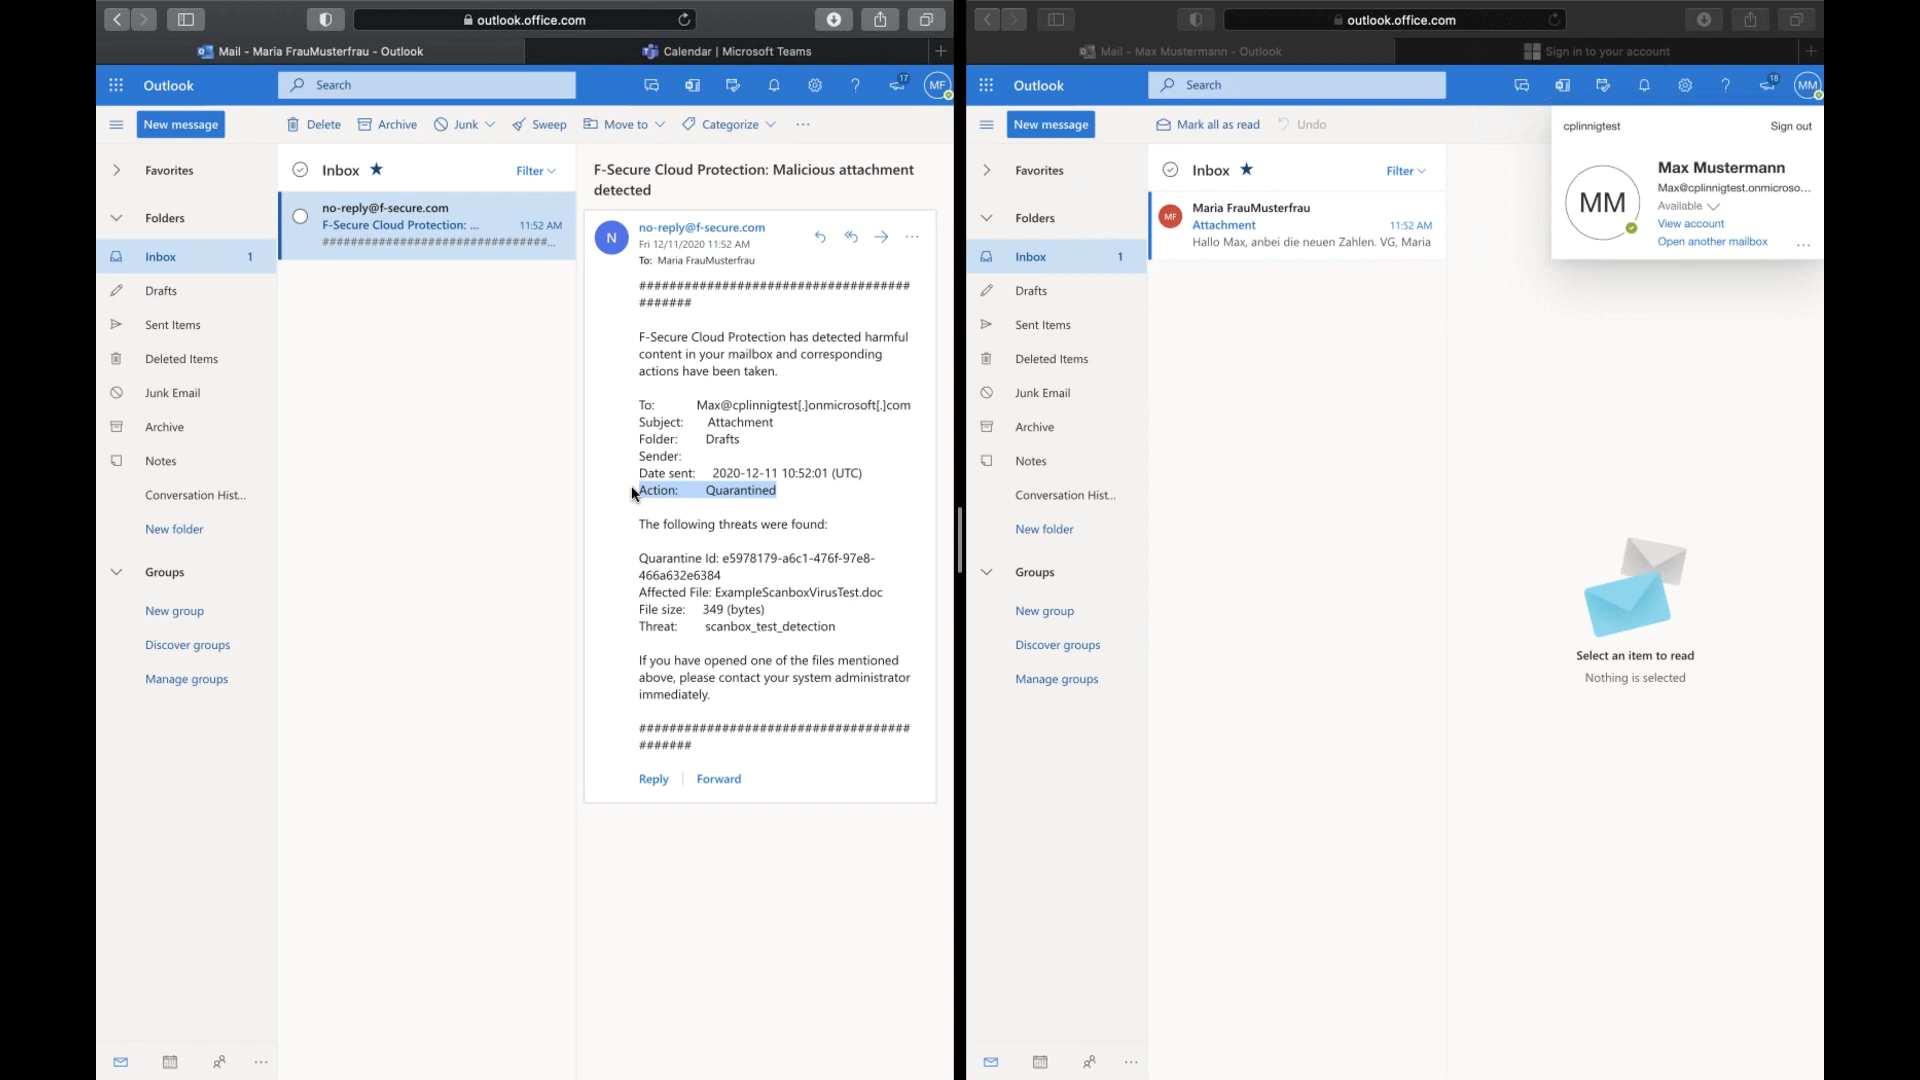 outlook.office.com
Mail - Maria FrauMusterfrau - Outlook
Calendar | Microsoft Teams
Outlook
Search
17
MF
New message
Delete
Archive
Junk
Sweep
Move to
Categorize
Favorites
Folders
Inbox 1
Drafts
Sent Items
Deleted Items
Junk Email
Archive
Notes
Conversation Hist...
New folder
Groups
New group
Discover groups
Manage groups
Inbox
Filter
no-reply@f-secure.com
F-Secure Cloud Protection: ... 11:52 AM
##############################...
F-Secure Cloud Protection: Malicious attachment
detected
N
no-reply@f-secure.com
Fri 12/11/2020 11:52 AM
To: Maria FrauMusterfrau
####################################
#######
F-Secure Cloud Protection has detected harmful
content in your mailbox and corresponding
actions have been taken.
To: Max@cplinnigtest[.]onmicrosoft[.]com
Subject: Attachment
Folder: Drafts
Sender:
Date sent: 2020-12-11 10:52:01 (UTC)
Action: Quarantined
The following threats were found:
Quarantine Id: e5978179-a6c1-476f-97e8-
466a632e6384
Affected File: ExampleScanboxVirusTest.doc
File size: 349 (bytes)
Threat: scanbox_test_detection
If you have opened one of the files mentioned
above, please contact your system administrator
immediately.
####################################
#######
Reply
Forward
outlook.office.com
Mail - Max Mustermann - Outlook
Sign in to your account
Outlook
Search
18
MM
New message
Mark all as read
Undo
Favorites
Folders
Inbox 1
Drafts
Sent Items
Deleted Items
Junk Email
Archive
Notes
Conversation Hist...
New folder
Groups
New group
Discover groups
Manage groups
Inbox
Filter
MF
Maria FrauMusterfrau
Attachment 11:52 AM
Hallo Max, anbei die neuen Zahlen. VG, Maria
cplinnigtest
Sign out
MM
Max Mustermann
Max@cplinnigtest.onmicroso...
Available
View account
Open another mailbox
Select an item to read
Nothing is selected